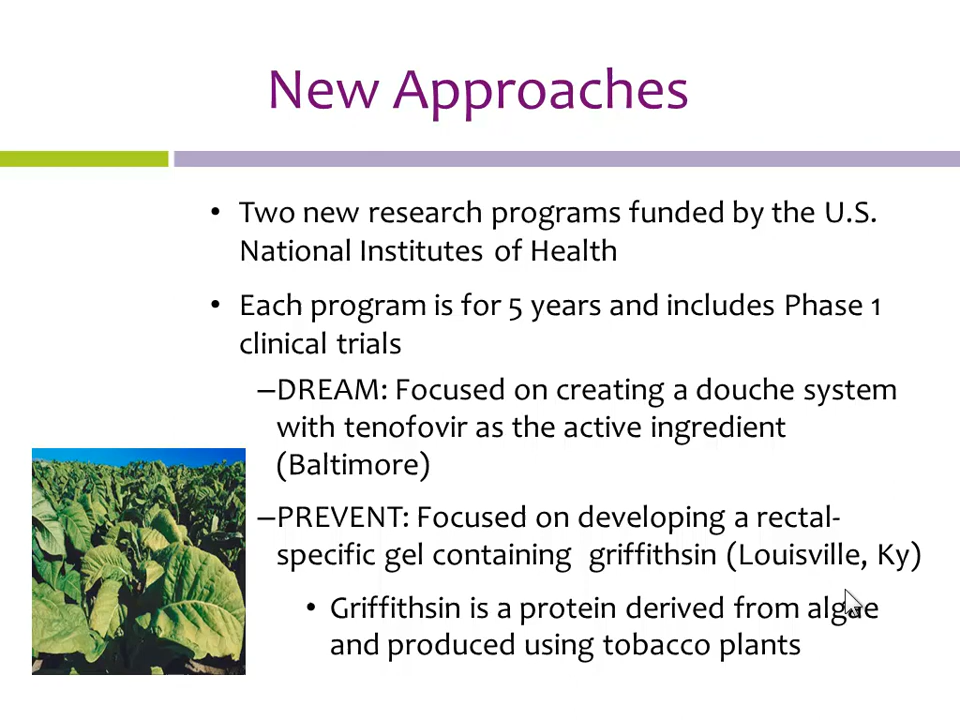 New Approaches
• Two new research programs funded by the U.S.
National Institutes of Health
• Each program is for 5 years and includes Phase 1
clinical trials
–DREAM: Focused on creating a douche system
with tenofovir as the active ingredient
(Baltimore)
–PREVENT: Focused on developing a rectal-
specific gel containing griffithsin (Louisville, Ky)
• Griffithsin is a protein derived from algae
and produced using tobacco plants